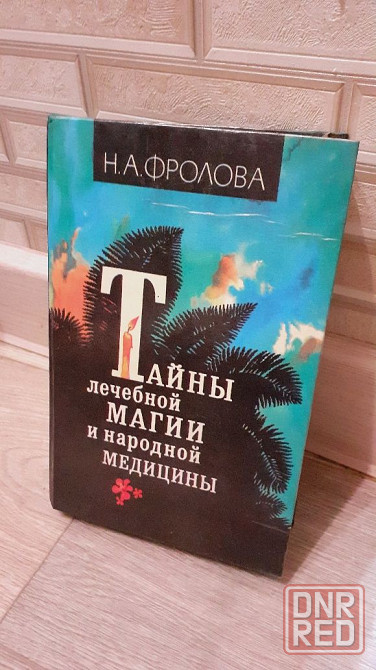 Н.А.ФРОЛОВА
ТАЙНЫ
лечебной
МАГИИ
и народной
МЕДИЦИНЫ
DNR
RED